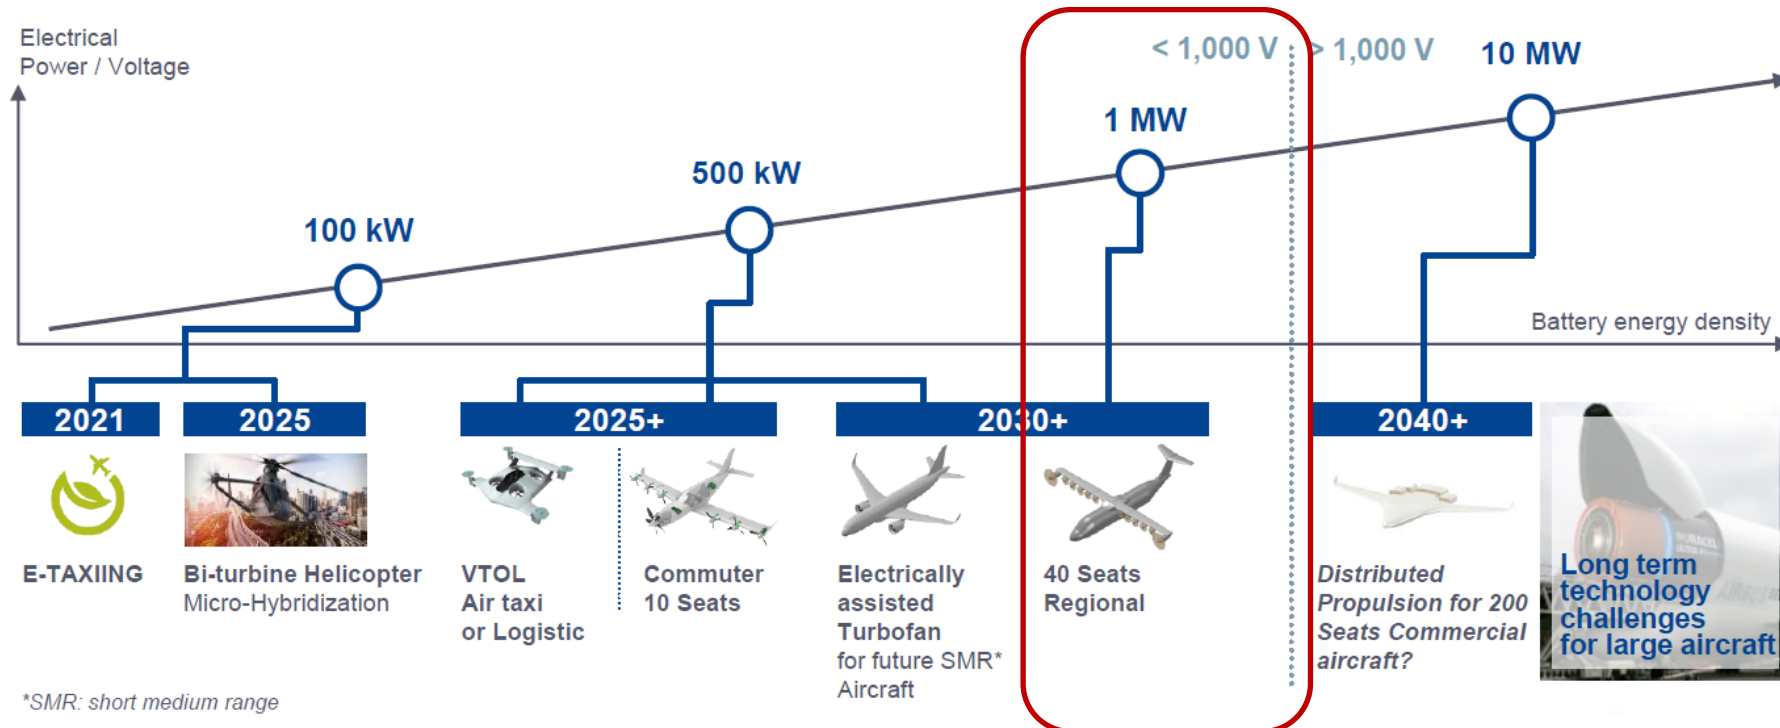 Electrical
Power / Voltage
< 1,000 V
> 1,000 V
10 MW
1 MW
500 kW
100 kW
Battery energy density
2021
2025
2025+
2030+
2040+
E-TAXIING
Bi-turbine Helicopter
Micro-Hybridization
VTOL
Air taxi
or Logistic
Commuter
10 Seats
Electrically
assisted
Turbofan
for future SMR*
Aircraft
40 Seats
Regional
Distributed
Propulsion for 200
Seats Commercial
aircraft?
Long term
technology
challenges
for large aircraft
*SMR: short medium range